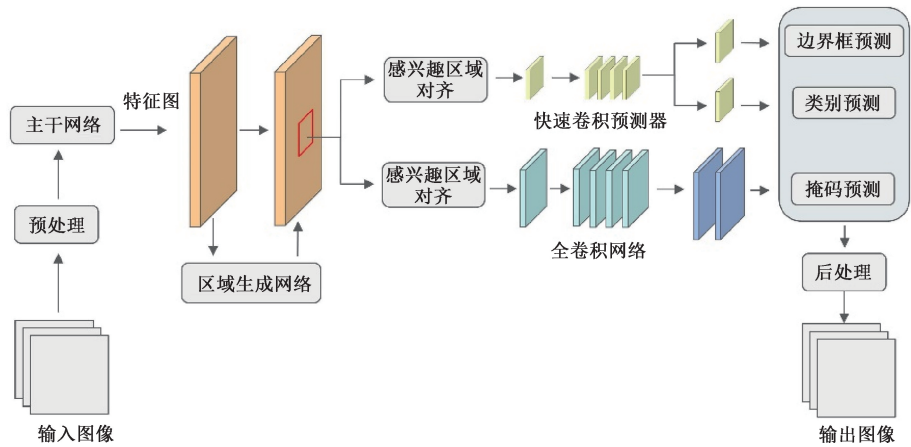 主干网络
特征图
预处理
输入图像
区域生成网络
感兴趣区域
对齐
感兴趣区域
对齐
快速卷积预测器
全卷积网络
边界框预测
类别预测
掩码预测
后处理
输出图像